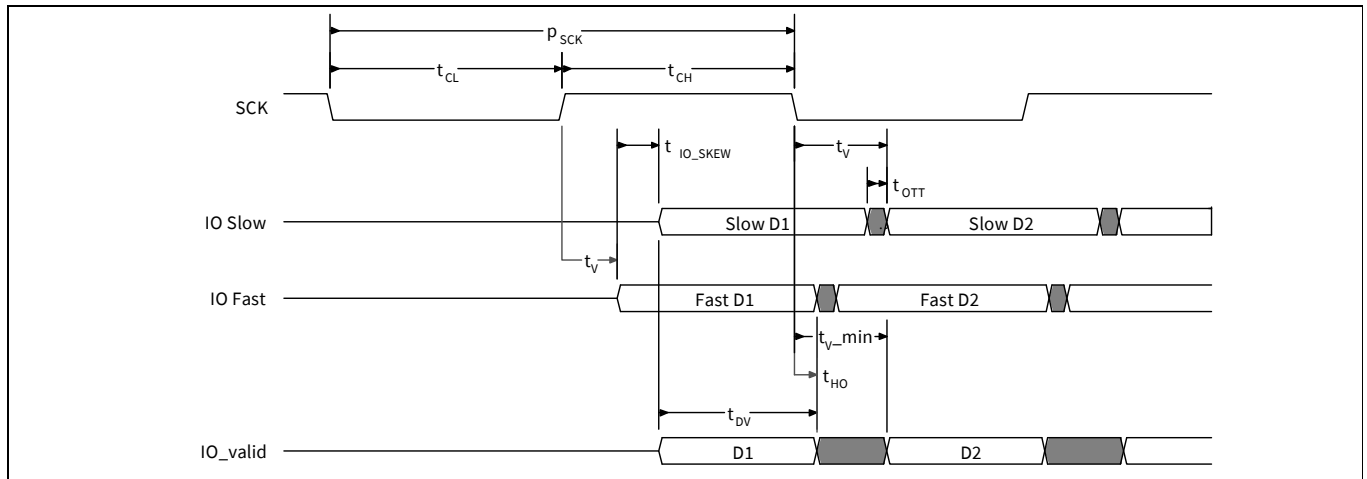 p SCK
t CL t CH
SCK
t IO_SKEW t V
t OTT
IO Slow Slow D1 Slow D2
t V
IO Fast Fast D1 Fast D2
t V_min
t HO
t DV
IO_valid D1 D2